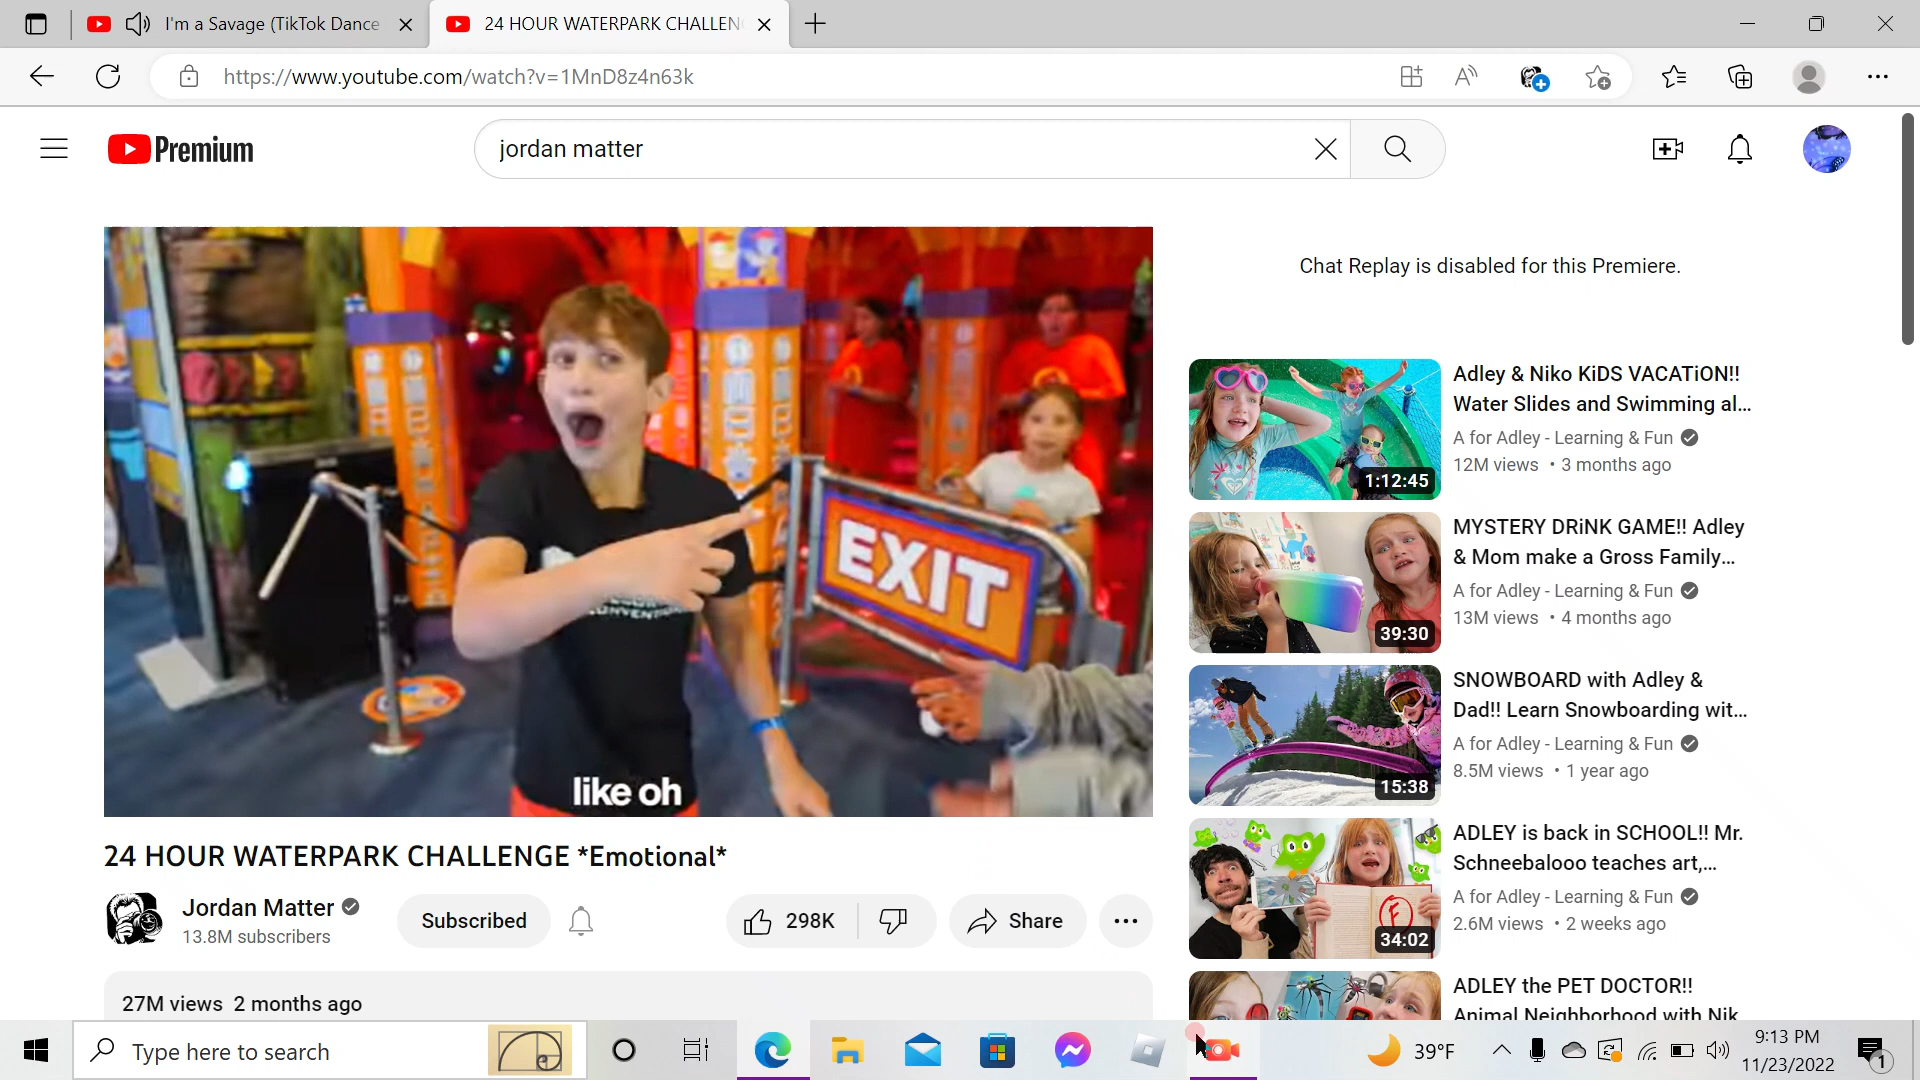 I'm a Savage (TikTok Dance
24 HOUR WATERPARK CHALLEN
https://www.youtube.com/watch?v=1MnD8z4n63k
Premium
jordan matter
Chat Replay is disabled for this Premiere.
EXIT
like oh
24 HOUR WATERPARK CHALLENGE *Emotional*
Jordan Matter
13.8M subscribers
Subscribed
298K
Share
27M views 2 months ago
1:12:45
Adley & Niko KiDS VACATiON!!
Water Slides and Swimming al...
A for Adley - Learning & Fun
12M views • 3 months ago
39:30
MYSTERY DRiNK GAME!! Adley
& Mom make a Gross Family...
A for Adley - Learning & Fun
13M views • 4 months ago
15:38
SNOWBOARD with Adley &
Dad!! Learn Snowboarding wit...
A for Adley - Learning & Fun
8.5M views • 1 year ago
F
34:02
ADLEY is back in SCHOOL!! Mr.
Schneebalooo teaches art,...
A for Adley - Learning & Fun
2.6M views • 2 weeks ago
ADLEY the PET DOCTOR!!
Animal Neighborhood with Nik
Type here to search
39°F
9:13 PM
11/23/2022
1